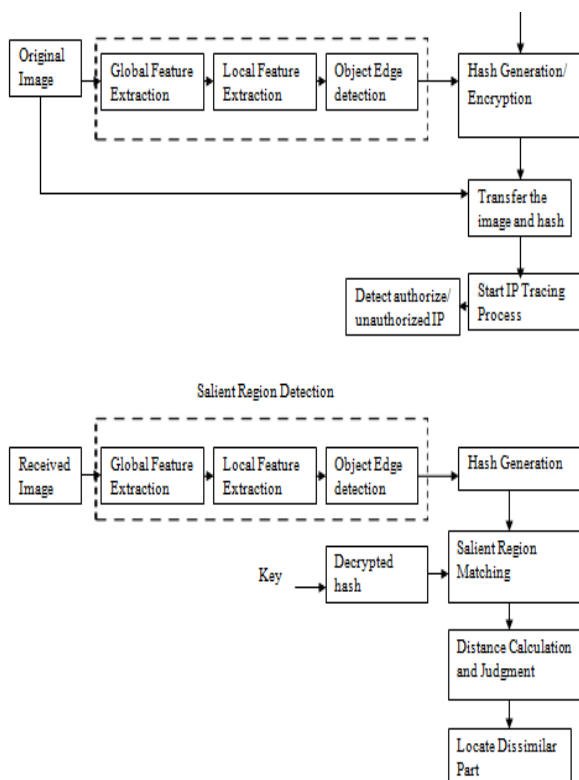 Original
Image
Global Feature
Extraction
Local Feature
Extraction
Object Edge
detection
Hash Generation/
Encryption
Transfer the
image and hash
Start IP Tracing
Process
Detect authorize/
unauthorized IP
Salient Region Detection
Received
Image
Global Feature
Extraction
Local Feature
Extraction
Object Edge
detection
Hash Generation
Key
Decrypted
hash
Salient Region
Matching
Distance Calculation
and Judgment
Locate Dissimilar
Part